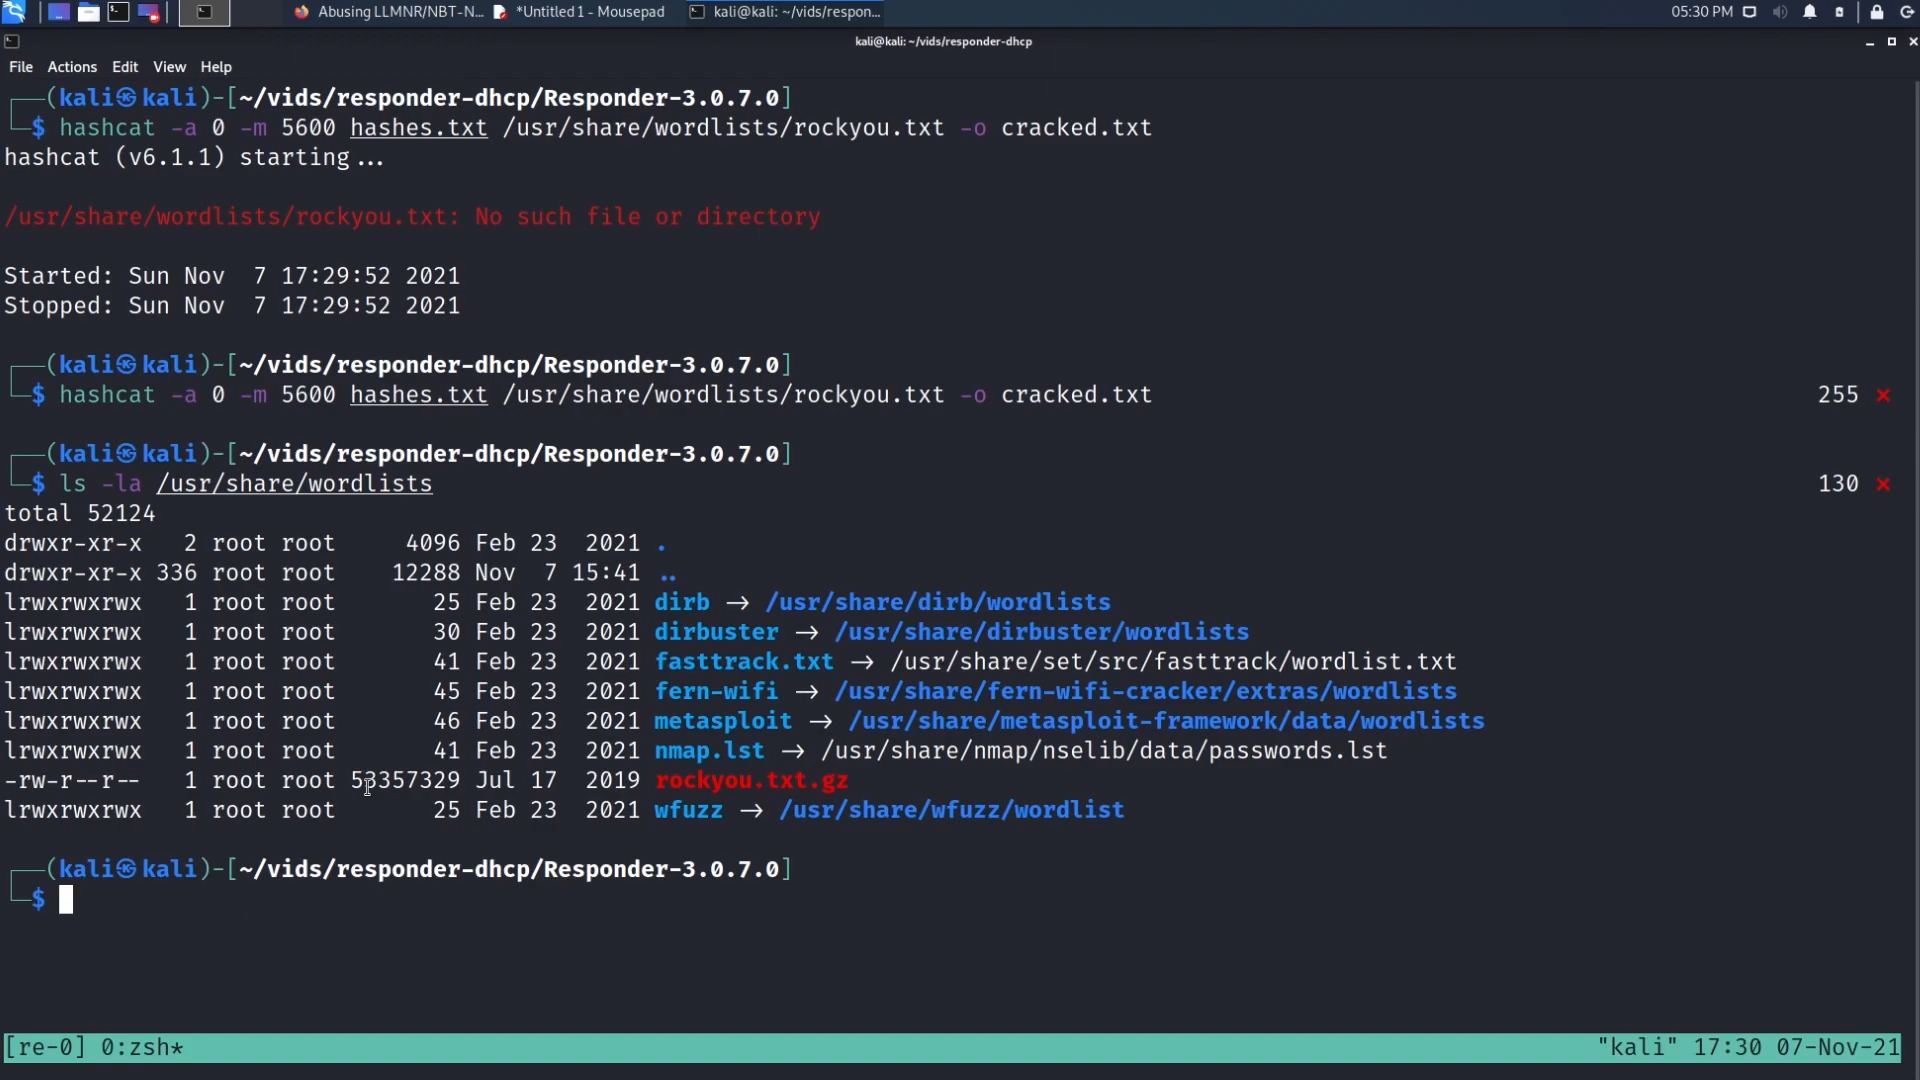 Abusing LLMNR/NBT-N... *Untitled 1 - Mousepad kali@kali: ~/vids/respon... 05:30 PM
kali@kali: ~/vids/responder-dhcp
File Actions Edit View Help
┌──(kali㉿kali)-[~/vids/responder-dhcp/Responder-3.0.7.0]
└─$ hashcat -a 0 -m 5600 hashes.txt /usr/share/wordlists/rockyou.txt -o cracked.txt
hashcat (v6.1.1) starting...
/usr/share/wordlists/rockyou.txt: No such file or directory
Started: Sun Nov  7 17:29:52 2021
Stopped: Sun Nov  7 17:29:52 2021
┌──(kali㉿kali)-[~/vids/responder-dhcp/Responder-3.0.7.0]
└─$ hashcat -a 0 -m 5600 hashes.txt /usr/share/wordlists/rockyou.txt -o cracked.txt 255 ⨯
┌──(kali㉿kali)-[~/vids/responder-dhcp/Responder-3.0.7.0]
└─$ ls -la /usr/share/wordlists 130 ⨯
total 52124
drwxr-xr-x   2 root root     4096 Feb 23  2021 .
drwxr-xr-x 336 root root    12288 Nov  7 15:41 ..
lrwxrwxrwx   1 root root       25 Feb 23  2021 dirb → /usr/share/dirb/wordlists
lrwxrwxrwx   1 root root       30 Feb 23  2021 dirbuster → /usr/share/dirbuster/wordlists
lrwxrwxrwx   1 root root       41 Feb 23  2021 fasttrack.txt → /usr/share/set/src/fasttrack/wordlist.txt
lrwxrwxrwx   1 root root       45 Feb 23  2021 fern-wifi → /usr/share/fern-wifi-cracker/extras/wordlists
lrwxrwxrwx   1 root root       46 Feb 23  2021 metasploit → /usr/share/metasploit-framework/data/wordlists
lrwxrwxrwx   1 root root       41 Feb 23  2021 nmap.lst → /usr/share/nmap/nselib/data/passwords.lst
-rw-r--r--   1 root root 53357329 Jul 17  2019 rockyou.txt.gz
lrwxrwxrwx   1 root root       25 Feb 23  2021 wfuzz → /usr/share/wfuzz/wordlist
┌──(kali㉿kali)-[~/vids/responder-dhcp/Responder-3.0.7.0]
└─$
[re-0] 0:zsh* "kali" 17:30 07-Nov-21